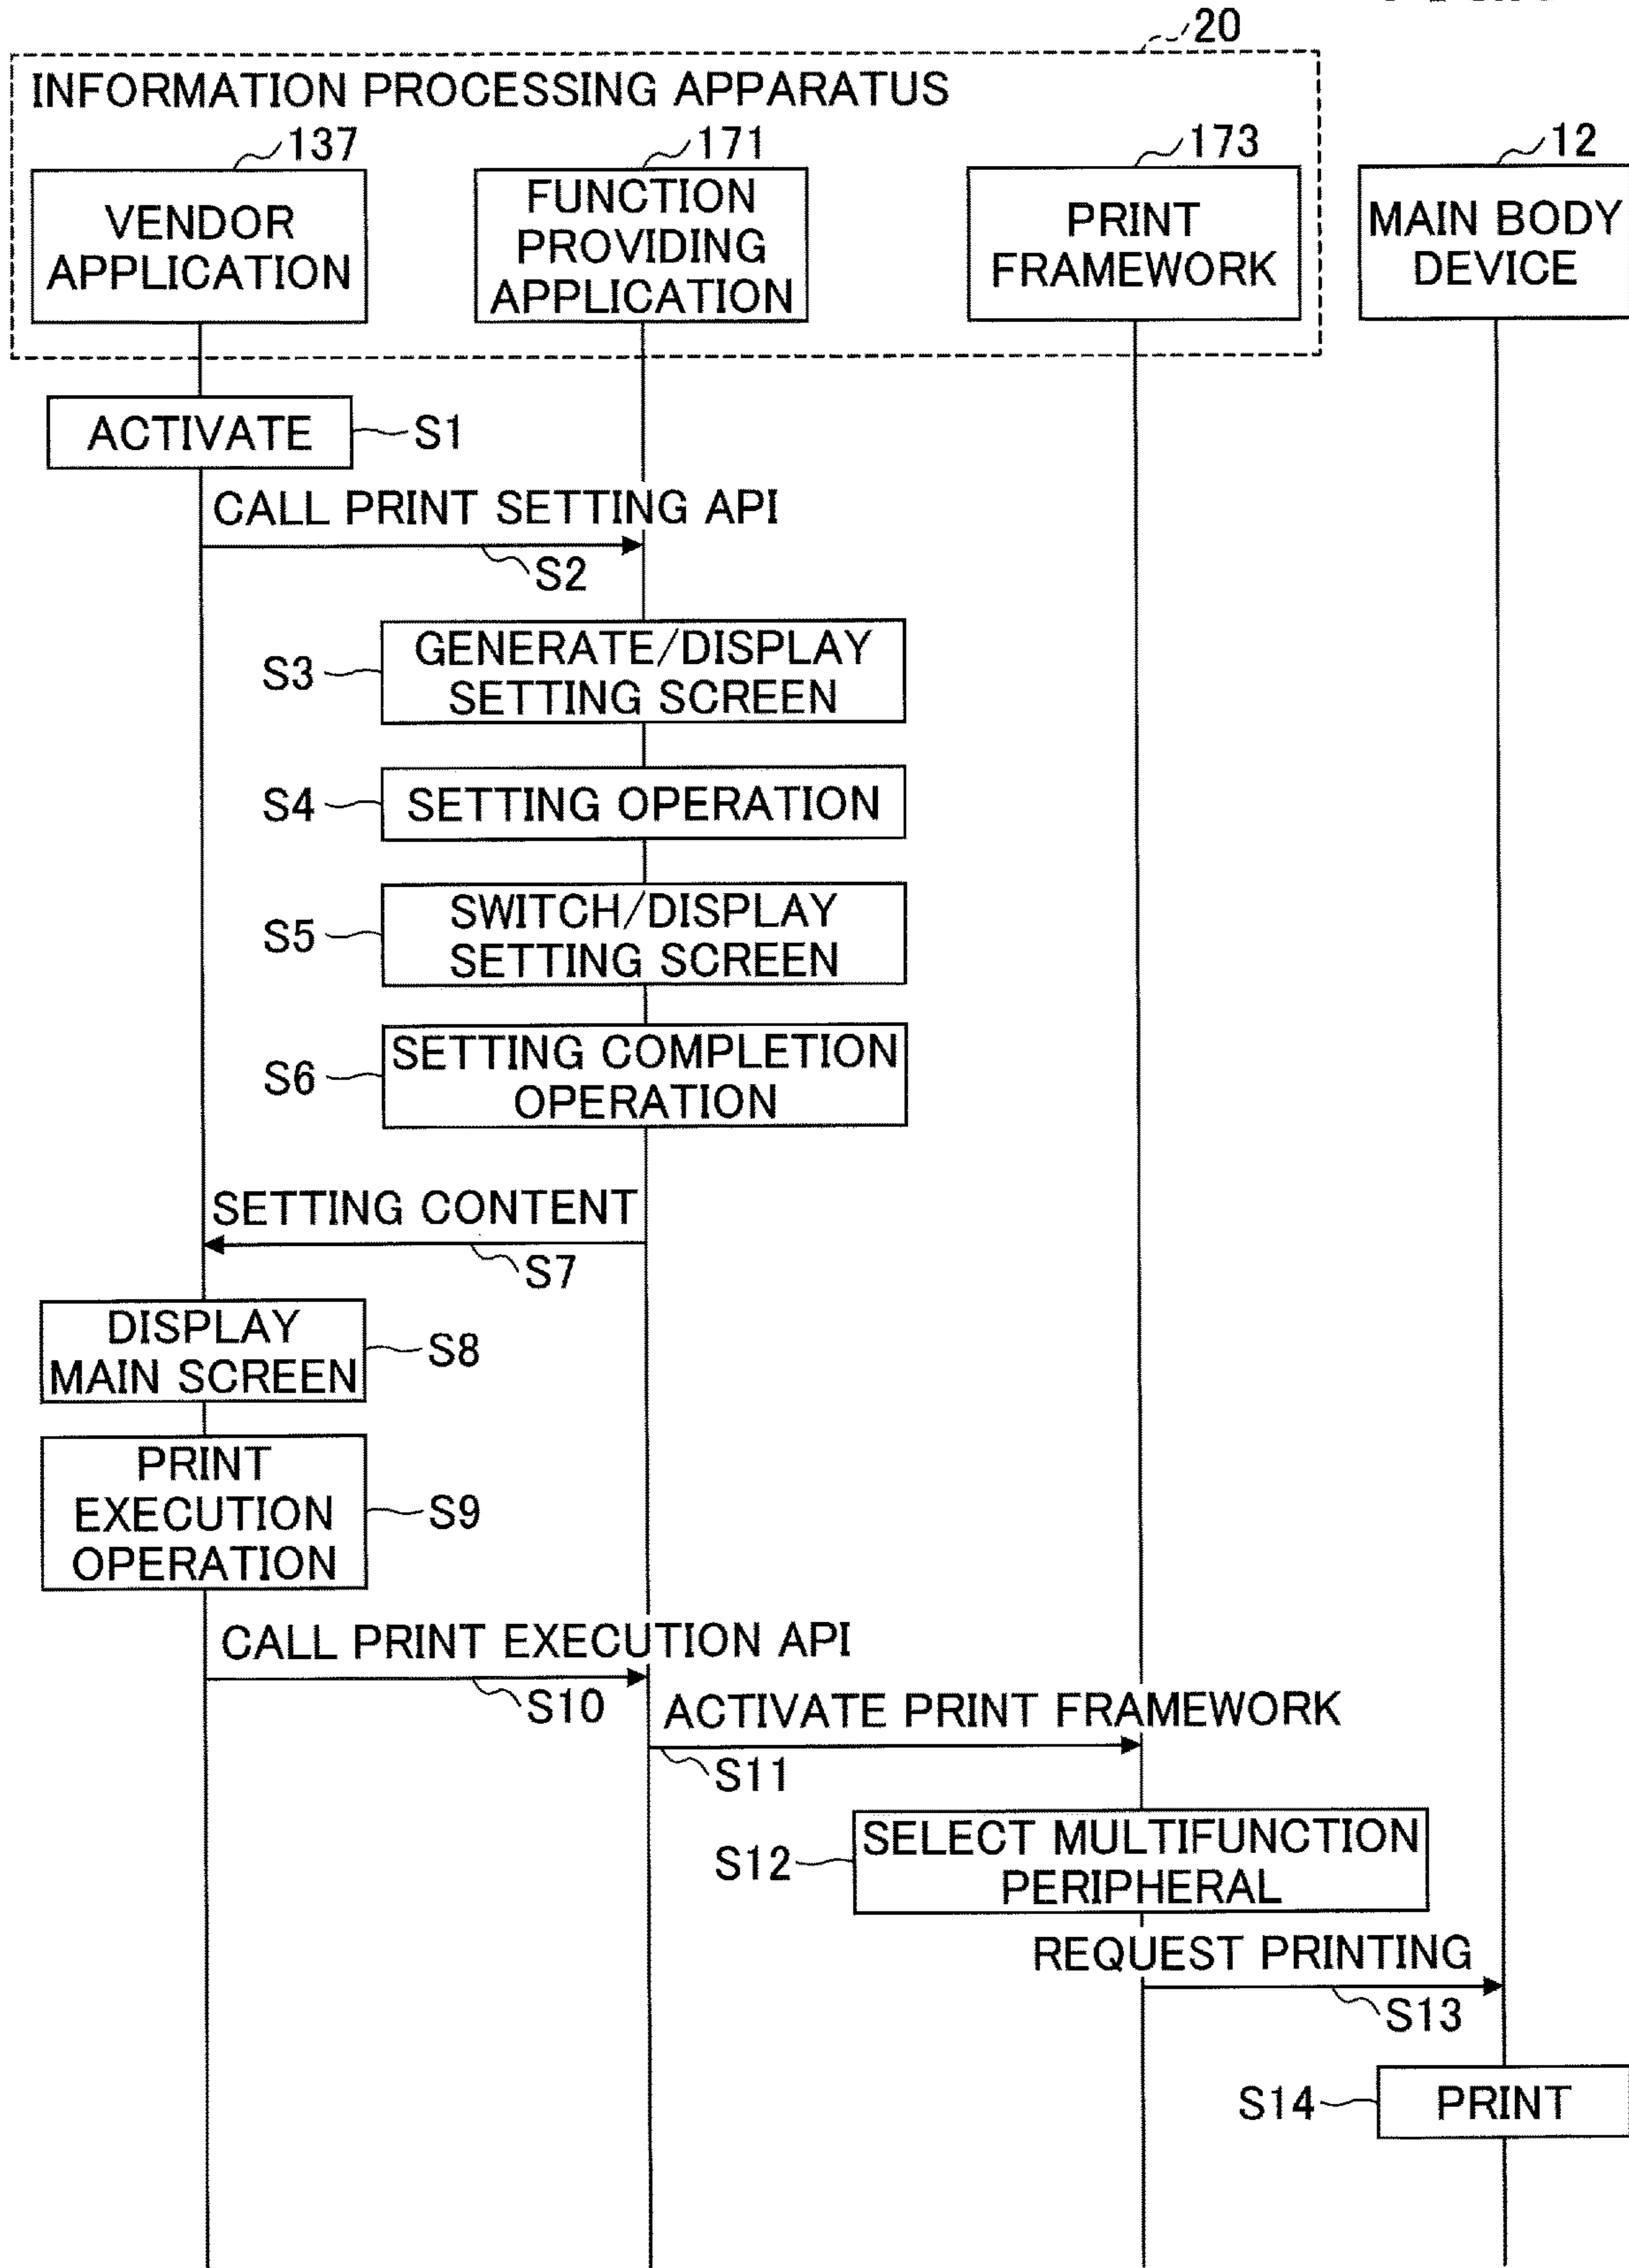 20
INFORMATION PROCESSING APPARATUS
137
171
173
12
VENDOR
APPLICATION
FUNCTION
PROVIDING
APPLICATION
PRINT
FRAMEWORK
MAIN BODY
DEVICE
ACTIVATE
S1
CALL PRINT SETTING API
S2
S3
GENERATE/DISPLAY
SETTING SCREEN
S4
SETTING OPERATION
S5
SWITCH/DISPLAY
SETTING SCREEN
S6
SETTING COMPLETION
OPERATION
SETTING CONTENT
S7
DISPLAY
MAIN SCREEN
S8
PRINT
EXECUTION
OPERATION
S9
CALL PRINT EXECUTION API
S10
ACTIVATE PRINT FRAMEWORK
S11
S12
SELECT MULTIFUNCTION
PERIPHERAL
REQUEST PRINTING
S13
S14
PRINT